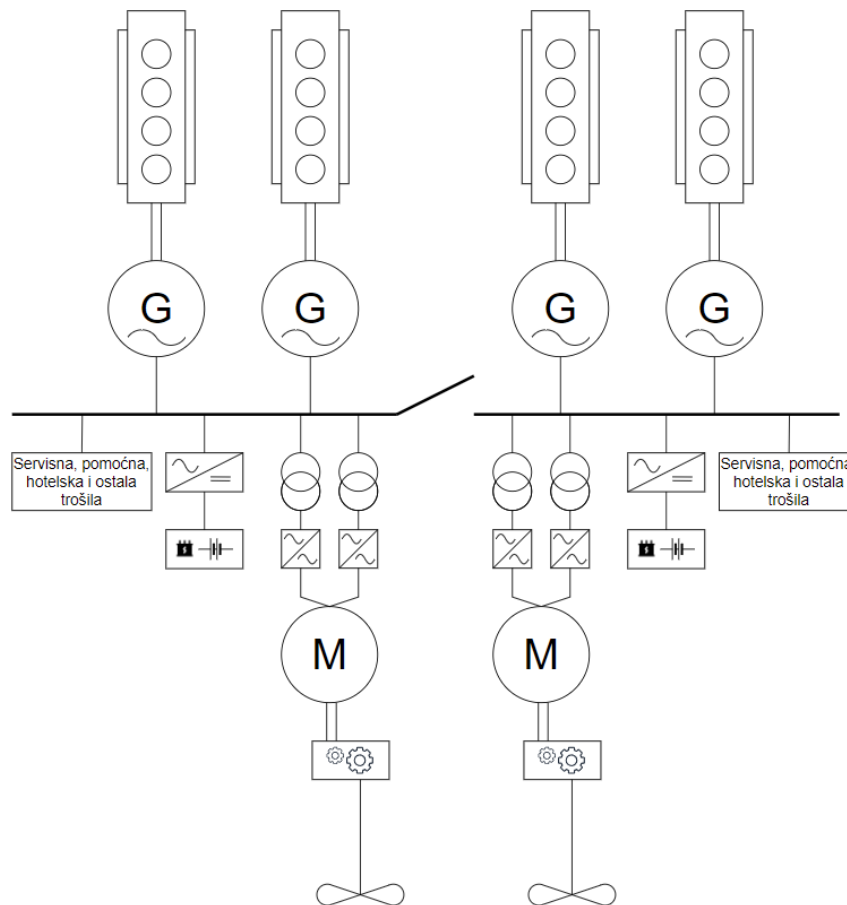 G
G
G
G
Servisna, pomoćna,
hotelska i ostala
trošila
Servisna, pomoćna
hotelska i ostala
trošila
M
M